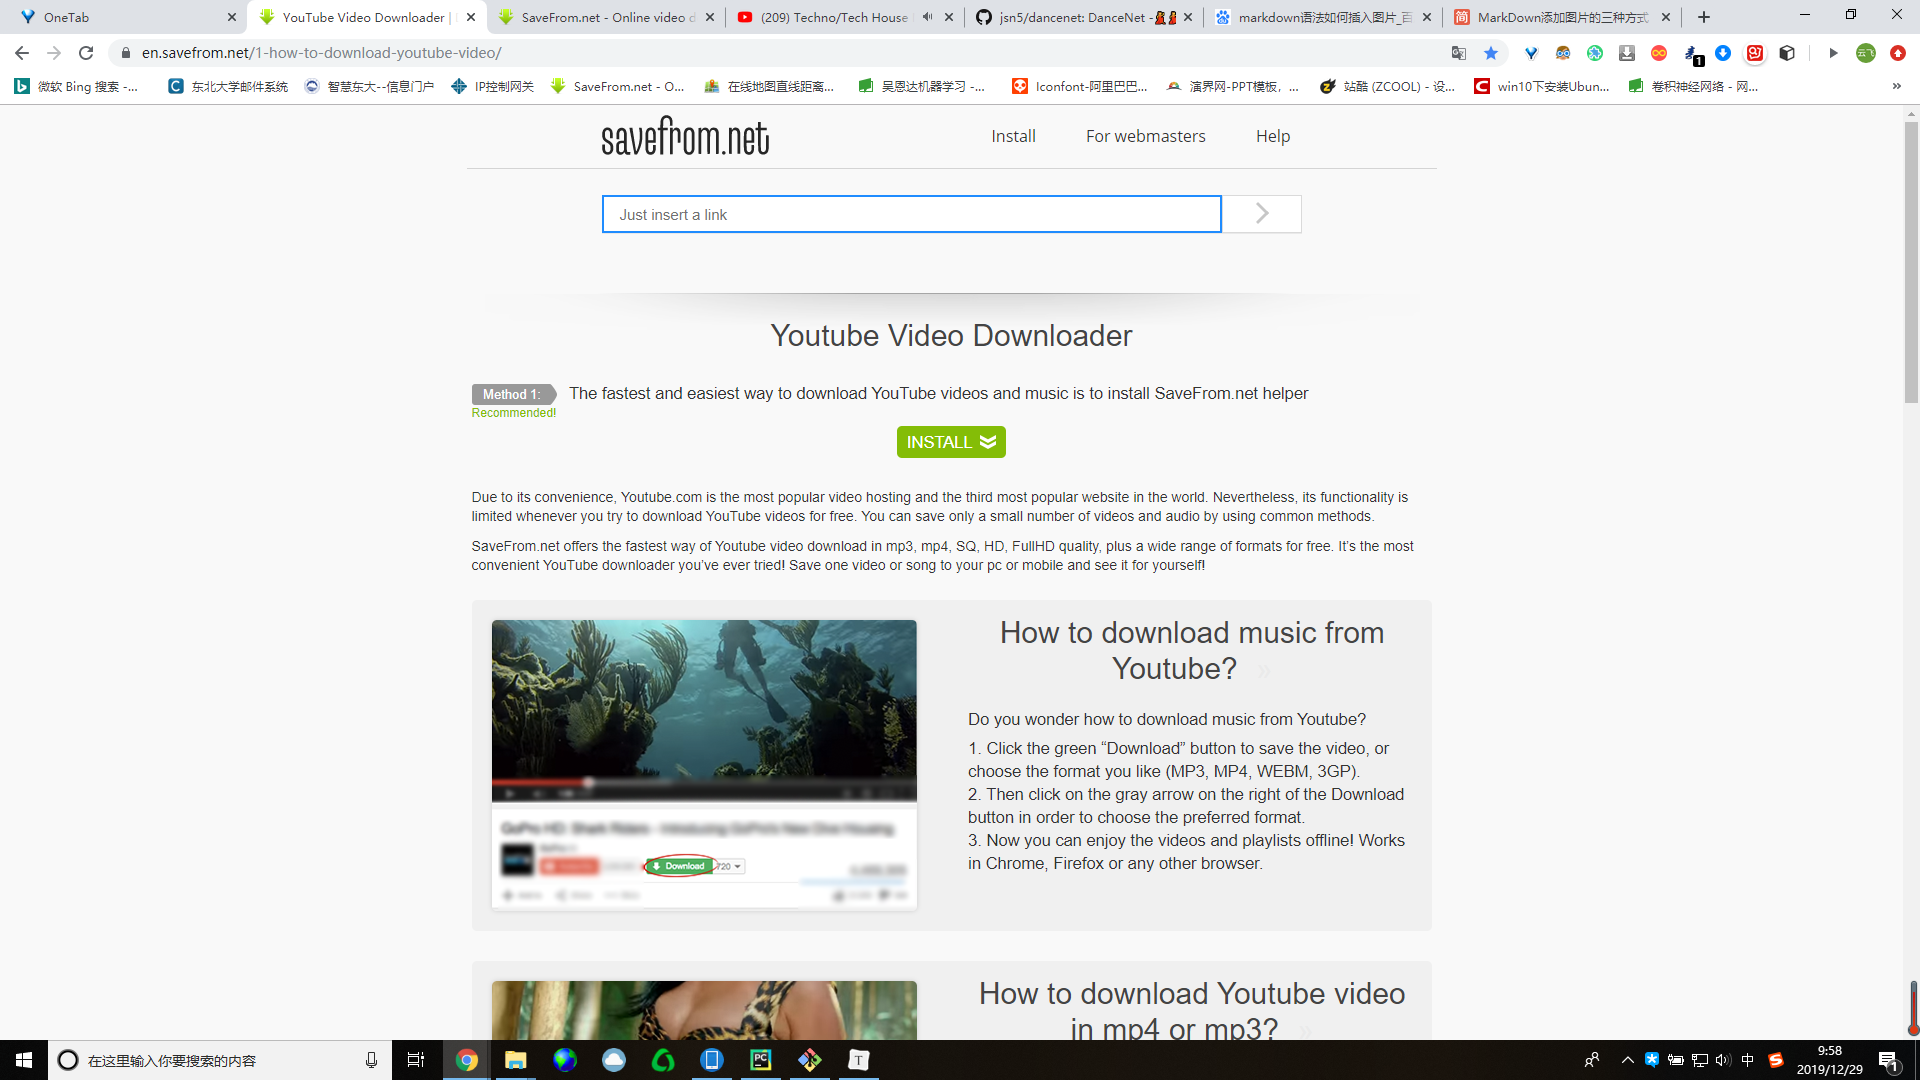 OneTab
YouTube Video Downloader |
SaveFrom.net - Online video d
(209) Techno/Tech House
jsn5/dancenet: DanceNet -
markdown语法如何插入图片_百
MarkDown添加图片的三种方式
en.savefrom.net/1-how-to-download-youtube-video/
微软 Bing 搜索 -...
东北大学邮件系统
智慧东大--信息门户
IP控制网关
SaveFrom.net - O...
在线地图直线距离...
吴恩达机器学习 -...
Iconfont-阿里巴巴...
演界网-PPT模板，...
站酷 (ZCOOL) - 设...
win10下安装Ubun...
卷积神经网络 - 网...
savefrom.net
Install
For webmasters
Help
Just insert a link
Youtube Video Downloader
Method 1:
The fastest and easiest way to download YouTube videos and music is to install SaveFrom.net helper
Recommended!
INSTALL
Due to its convenience, Youtube.com is the most popular video hosting and the third most popular website in the world. Nevertheless, its functionality is
limited whenever you try to download YouTube videos for free. You can save only a small number of videos and audio by using common methods.
SaveFrom.net offers the fastest way of Youtube video download in mp3, mp4, SQ, HD, FullHD quality, plus a wide range of formats for free. It’s the most
convenient YouTube downloader you’ve ever tried! Save one video or song to your pc or mobile and see it for yourself!
GoPro HD: Shark Riders - Introducing GoPro's New Dive Housing
Download
720
How to download music from
Youtube? »
Do you wonder how to download music from Youtube?
1. Click the green “Download” button to save the video, or
choose the format you like (MP3, MP4, WEBM, 3GP).
2. Then click on the gray arrow on the right of the Download
button in order to choose the preferred format.
3. Now you can enjoy the videos and playlists offline! Works
in Chrome, Firefox or any other browser.
How to download Youtube video
in mp4 or mp3? »
在这里输入你要搜索的内容
中
9:58
2019/12/29
1